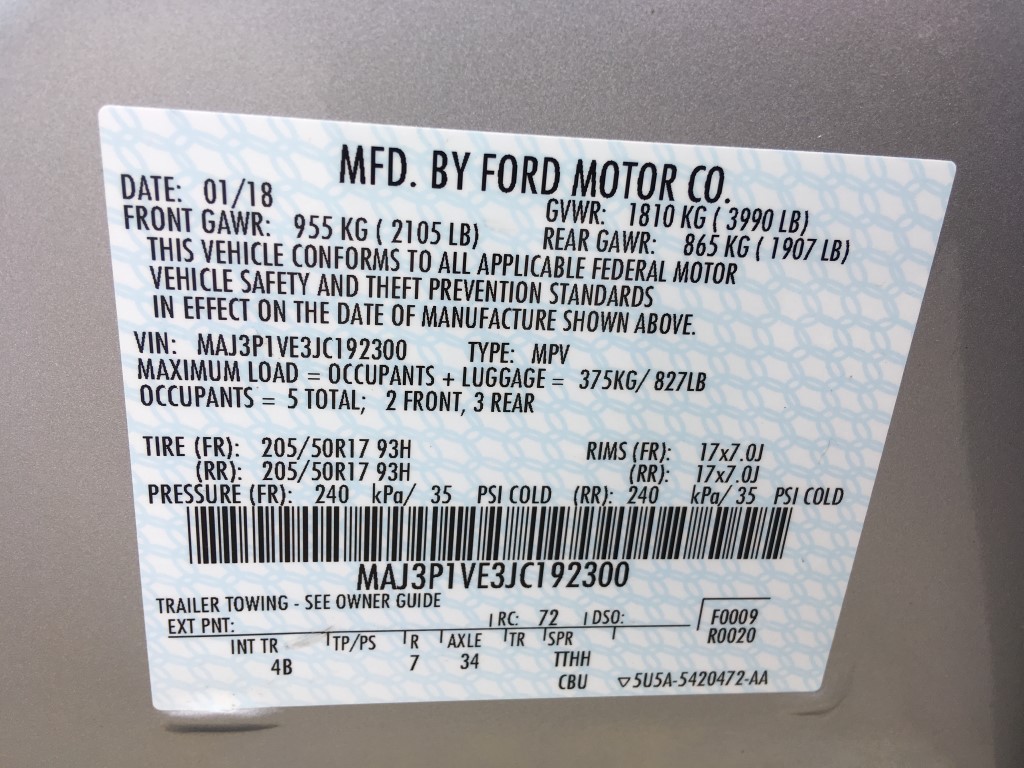 MFD. BY FORD MOTOR CO.
DATE: 01/18 GVWR: 1810 KG ( 3990 LB)
FRONT GAWR: 955 KG ( 2105 LB) REAR GAWR: 865 KG ( 1907 LB)
THIS VEHICLE CONFORMS TO ALL APPLICABLE FEDERAL MOTOR
VEHICLE SAFETY AND THEFT PREVENTION STANDARDS
IN EFFECT ON THE DATE OF MANUFACTURE SHOWN ABOVE.
VIN: MAJ3P1VE3JC192300 TYPE: MPV
MAXIMUM LOAD = OCCUPANTS + LUGGAGE = 375KG/ 827LB
OCCUPANTS = 5 TOTAL; 2 FRONT, 3 REAR
TIRE (FR): 205/50R17 93H RIMS (FR): 17x7.0J
(RR): 205/50R17 93H (RR): 17x7.0J
PRESSURE (FR): 240 kPa/ 35 PSI COLD (RR): 240 kPa/ 35 PSI COLD
MAJ3P1VE3JC192300
TRAILER TOWING - SEE OWNER GUIDE
EXT PNT: RC: 72 DSO: F0009
R0020
INT TR TP/PS R AXLE TR SPR
4B 7 34 TTHH
CBU ▽5U5A-5420472-AA